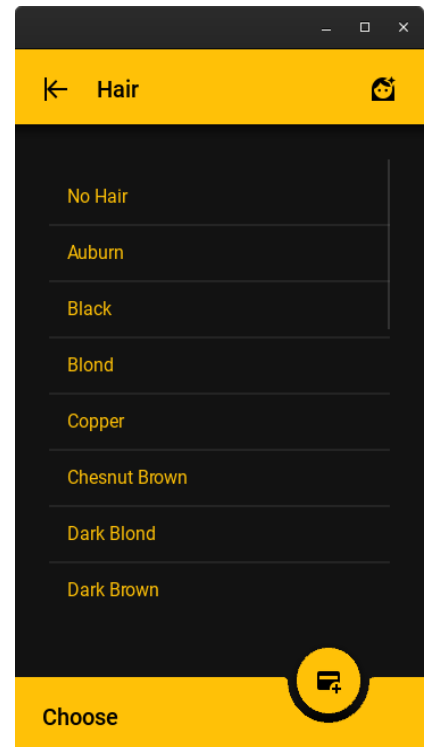 Hair
No Hair
Auburn
Black
Blond
Copper
Chesnut Brown
Dark Blond
Dark Brown
Choose